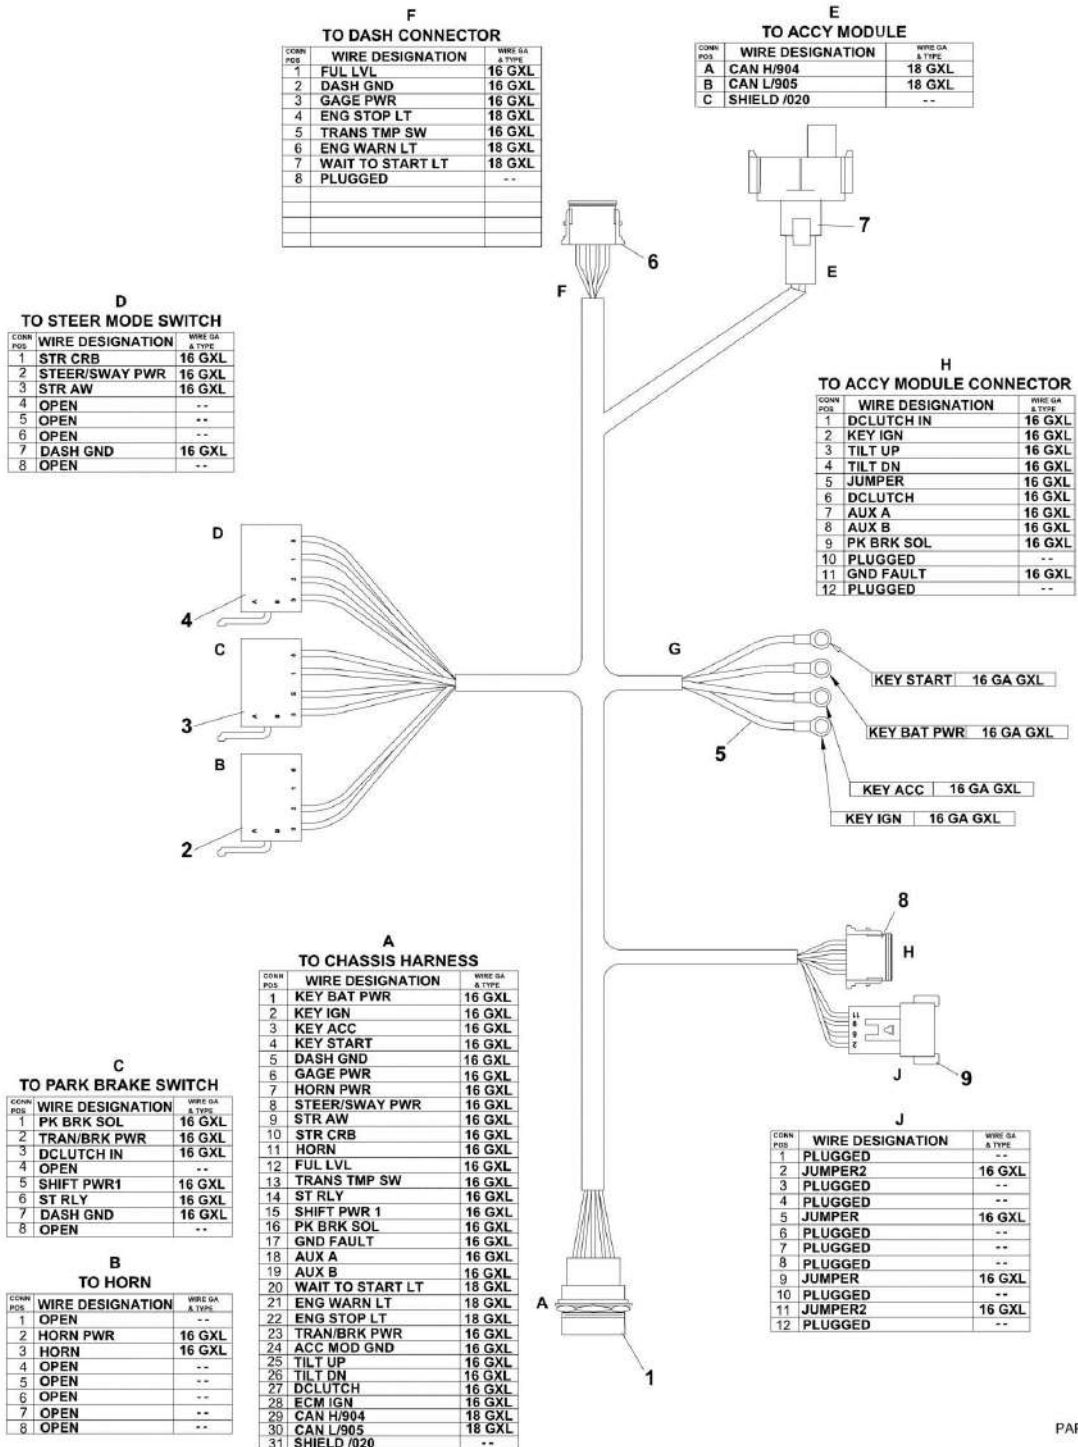 F
TO DASH CONNECTOR
CONN POS WIRE DESIGNATION WIRE GA & TYPE
1 FUL LVL 16 GXL
2 DASH GND 16 GXL
3 GAGE PWR 16 GXL
4 ENG STOP LT 18 GXL
5 TRANS TMP SW 16 GXL
6 ENG WARN LT 18 GXL
7 WAIT TO START LT 18 GXL
8 PLUGGED --
E
TO ACCY MODULE
CONN POS WIRE DESIGNATION WIRE GA & TYPE
A CAN H/904 18 GXL
B CAN L/905 18 GXL
C SHIELD /020 --
7
E
6
F
D
TO STEER MODE SWITCH
CONN POS WIRE DESIGNATION WIRE GA & TYPE
1 STR CRB 16 GXL
2 STEER/SWAY PWR 16 GXL
3 STR AW 16 GXL
4 OPEN --
5 OPEN --
6 OPEN --
7 DASH GND 16 GXL
8 OPEN --
H
TO ACCY MODULE CONNECTOR
CONN POS WIRE DESIGNATION WIRE GA & TYPE
1 DCLUTCH IN 16 GXL
2 KEY IGN 16 GXL
3 TILT UP 16 GXL
4 TILT DN 16 GXL
5 JUMPER 16 GXL
6 DCLUTCH 16 GXL
7 AUX A 16 GXL
8 AUX B 16 GXL
9 PK BRK SOL 16 GXL
10 PLUGGED --
11 GND FAULT 16 GXL
12 PLUGGED --
D
4
C
3
B
2
G
KEY START 16 GA GXL
KEY BAT PWR 16 GA GXL
5
KEY ACC 16 GA GXL
KEY IGN 16 GA GXL
8
H
11
9
J
A
TO CHASSIS HARNESS
CONN POS WIRE DESIGNATION WIRE GA & TYPE
1 KEY BAT PWR 16 GXL
2 KEY IGN 16 GXL
3 KEY ACC 16 GXL
4 KEY START 16 GXL
5 DASH GND 16 GXL
6 GAGE PWR 16 GXL
7 HORN PWR 16 GXL
8 STEER/SWAY PWR 16 GXL
9 STR AW 16 GXL
10 STR CRB 16 GXL
11 HORN 16 GXL
12 FUL LVL 16 GXL
13 TRANS TMP SW 16 GXL
14 ST RLY 16 GXL
15 SHIFT PWR 1 16 GXL
16 PK BRK SOL 16 GXL
17 GND FAULT 16 GXL
18 AUX A 16 GXL
19 AUX B 16 GXL
20 WAIT TO START LT 18 GXL
21 ENG WARN LT 18 GXL
22 ENG STOP LT 18 GXL
23 TRAN/BRK PWR 16 GXL
24 ACC MOD GND 16 GXL
25 TILT UP 16 GXL
26 TILT DN 16 GXL
27 DCLUTCH 16 GXL
28 ECM IGN 16 GXL
29 CAN H/904 18 GXL
30 CAN L/905 18 GXL
31 SHIELD /020 --
C
TO PARK BRAKE SWITCH
CONN POS WIRE DESIGNATION WIRE GA & TYPE
1 PK BRK SOL 16 GXL
2 TRAN/BRK PWR 16 GXL
3 DCLUTCH IN 16 GXL
4 OPEN --
5 SHIFT PWR1 16 GXL
6 ST RLY 16 GXL
7 DASH GND 16 GXL
8 OPEN --
B
TO HORN
CONN POS WIRE DESIGNATION WIRE GA & TYPE
1 OPEN --
2 HORN PWR 16 GXL
3 HORN 16 GXL
4 OPEN --
5 OPEN --
6 OPEN --
7 OPEN --
8 OPEN --
J
CONN POS WIRE DESIGNATION WIRE GA & TYPE
1 PLUGGED --
2 JUMPER2 16 GXL
3 PLUGGED --
4 PLUGGED --
5 JUMPER 16 GXL
6 PLUGGED --
7 PLUGGED --
8 PLUGGED --
9 JUMPER 16 GXL
10 PLUGGED --
11 JUMPER2 16 GXL
12 PLUGGED --
A
1